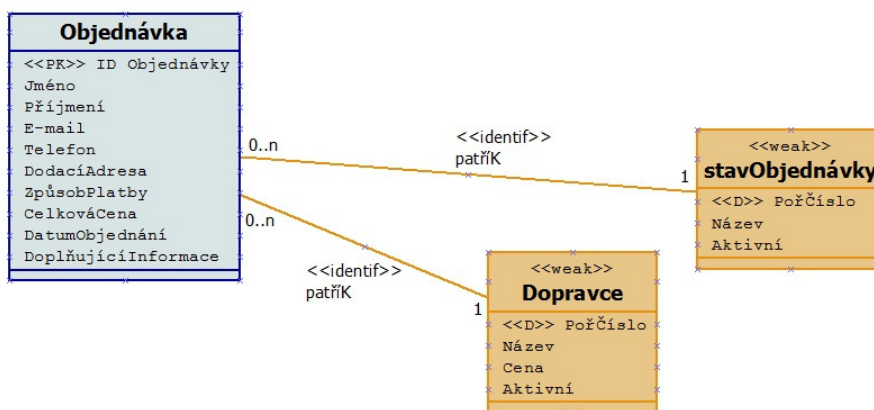 Objednávka
<<PK>> ID Objednávky
Jméno
Příjmení
E-mail
Telefon
DodacíAdresa
ZpůsobPlatby
CelkováCena
DatumObjednání
DoplňujícíInformace
0..n
<<identif>>
patříK
1
<<weak>>
stavObjednávky
<<D>> PořČíslo
Název
Aktivní
0..n
<<identif>>
patříK
1
<<weak>>
Dopravce
<<D>> PořČíslo
Název
Cena
Aktivní